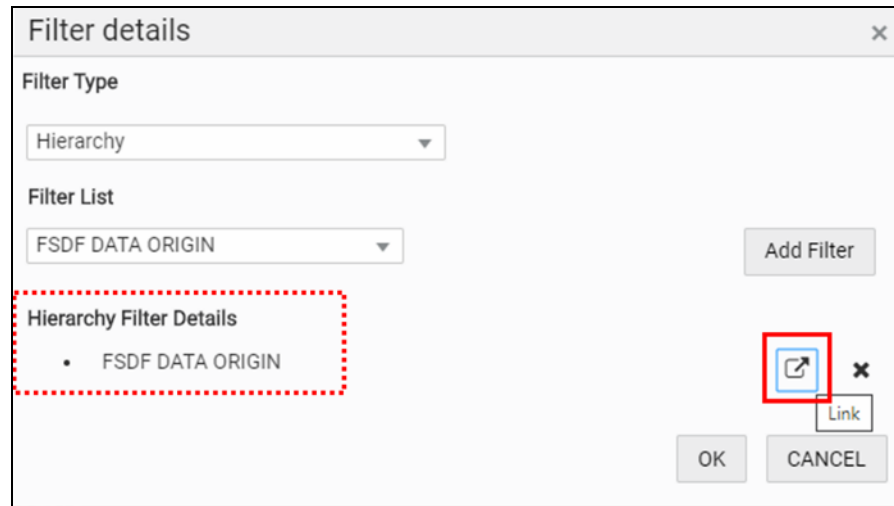 Filter details
Filter Type
Hierarchy
Filter List
FSDF DATA ORIGIN
Add Filter
Hierarchy Filter Details
• FSDF DATA ORIGIN
Link
OK CANCEL